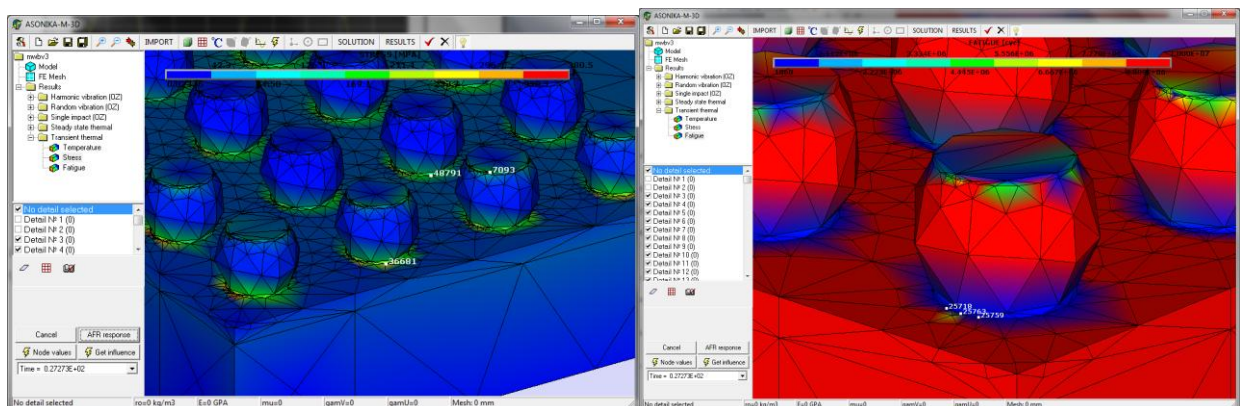 ASONIKA-M-3D
IMPORT SOLUTION RESULTS
mwbv3
Model
FE Mesh
Results
Harmonic vibration (OZ)
Random vibration (OZ)
Single impact (OZ)
Steady state thermal
Transient thermal
Temperature
Stress
Fatigue
No detail selected
Detail № 1 (0)
Detail № 2 (0)
Detail № 3 (0)
Detail № 4 (0)
Cancel AFR response
Node values Get influence
Time = 0.27273E+02
48791
7093
36681
No detail selected ro=0 kg/m3 E=0 GPA mu=0 gamV=0 gamU=0 Mesh: 0 mm
ASONIKA-M-3D
IMPORT SOLUTION RESULTS
mwbv3
Model
FE Mesh
Results
Harmonic vibration (OZ)
Random vibration (OZ)
Single impact (OZ)
Steady state thermal
Transient thermal
Temperature
Stress
Fatigue
No detail selected
Detail № 1 (0)
Detail № 2 (0)
Detail № 3 (0)
Detail № 4 (0)
Detail № 5 (0)
Detail № 6 (0)
Detail № 7 (0)
Detail № 8 (0)
Detail № 9 (0)
Detail № 10 (0)
Detail № 11 (0)
Detail № 12 (0)
Cancel AFR response
Node values Get influence
Time = 0.27273E+02
25718
25763
25759
No detail selected ro=0 kg/m3 E=0 GPA mu=0 gamV=0 gamU=0 Mesh: 0 mm